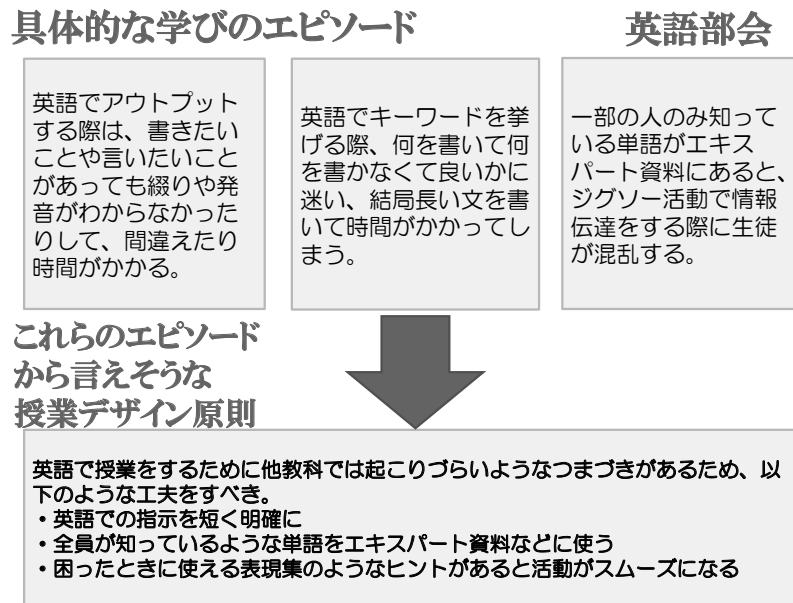 具体的な学びのエピソード
英語部会
英語でアウトプット
する際は、書きたい
ことや言いたいこと
があっても綴りや発
音がわからなかった
りして、間違えたり
時間がかかる。
英語でキーワードを挙
げる際、何を書いて何
を書かなくて良いかに
迷い、結局長い文を書
いて時間がかかってし
まう。
一部の人のみ知って
いる単語がエキス
パート資料にあると、
ジグソー活動で情報
伝達をする際に生徒
が混乱する。
これらのエピソード
から言えそうな
授業デザイン原則
英語で授業をするために他教科では起こりづらいようなつまづきがあるため、以
下のような工夫をすべき。
・英語での指示を短く明確に
・全員が知っているような単語をエキスパート資料などに使う
・困ったときに使える表現集のようなヒントがあると活動がスムーズになる